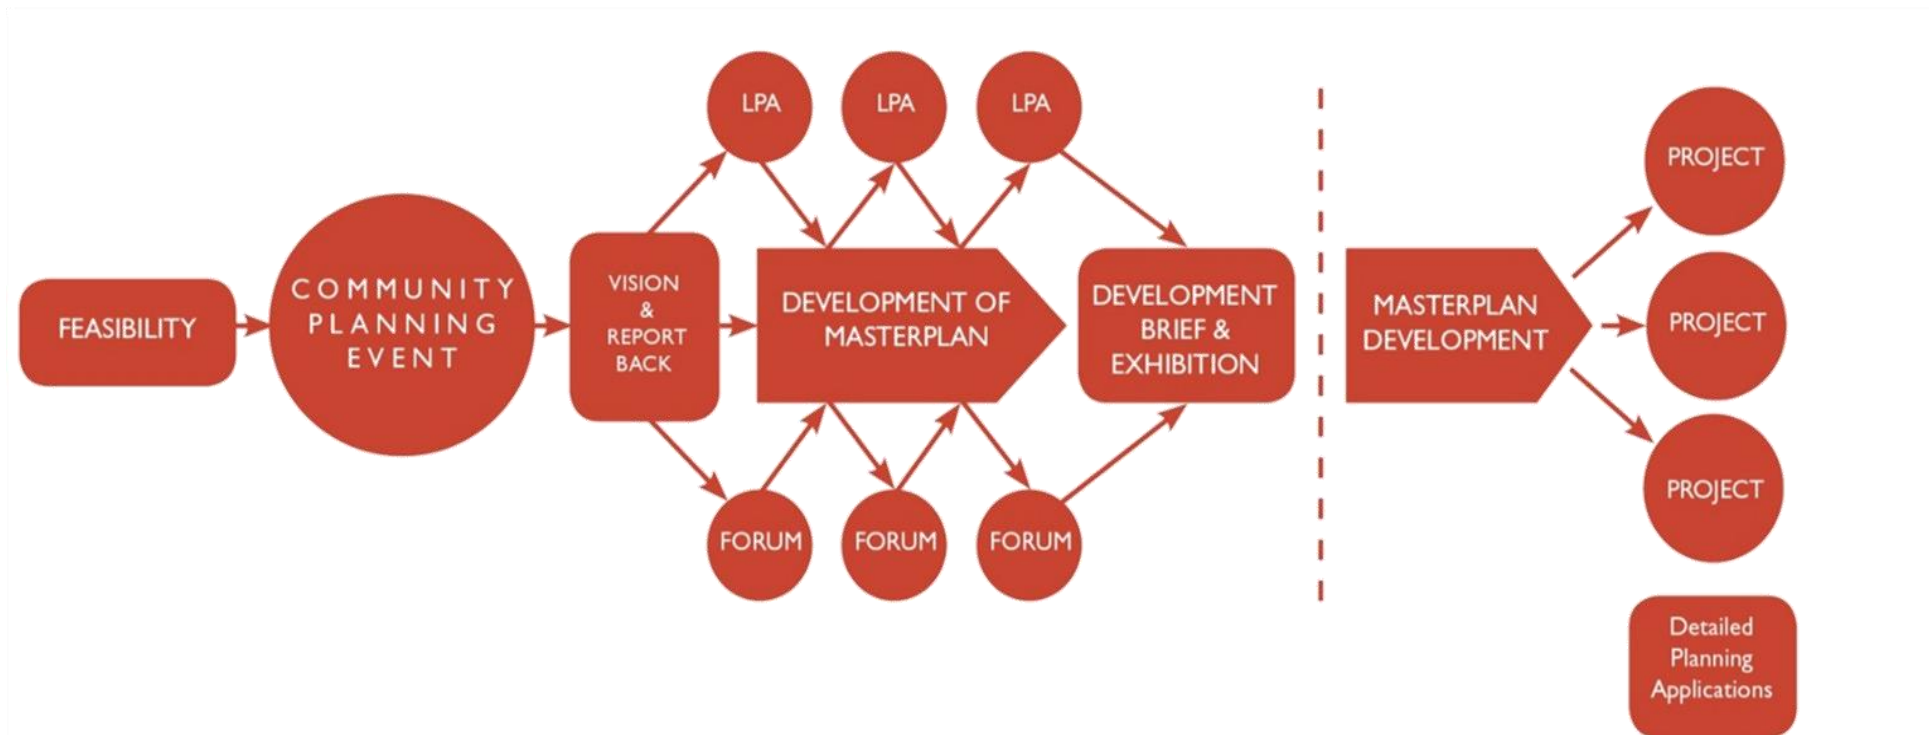 LPA
LPA
LPA
FEASIBILITY
COMMUNITY
PLANNING
EVENT
VISION
&
REPORT
BACK
DEVELOPMENT OF
MASTERPLAN
DEVELOPMENT
BRIEF &
EXHIBITION
FORUM
FORUM
FORUM
MASTERPLAN
DEVELOPMENT
PROJECT
PROJECT
PROJECT
Detailed
Planning
Applications